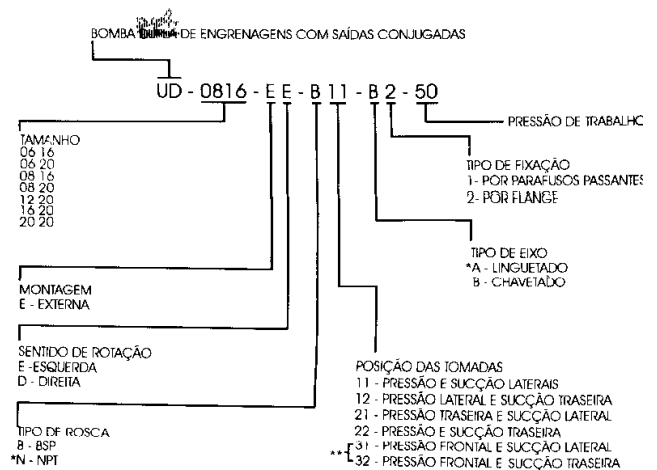 BOMBA DE ENGRENAGENS COM SAÍDAS CONJUGADAS
UD - 0816 - E E - B 11 - B 2 - 50
PRESSÃO DE TRABALHO
TAMANHO
06 16
06 20
08 16
08 20
12 20
16 20
20 20
TIPO DE FIXAÇÃO
1- POR PARAFUSOS PASSANTES
2- POR FLANGE
TIPO DE EIXO
*A - LINGUETADO
B - CHAVETADO
MONTAGEM
E - EXTERNA
SENTIDO DE ROTAÇÃO
E -ESQUERDA
D - DIREITA
POSIÇÃO DAS TOMADAS
11 - PRESSÃO E SUCÇÃO LATERAIS
12 - PRESSÃO LATERAL E SUCÇÃO TRASEIRA
21 - PRESSÃO TRASEIRA E SUCÇÃO LATERAL
22 - PRESSÃO E SUCÇÃO TRASEIRA
**{ 31 - PRESSÃO FRONTAL E SUCÇÃO LATERAL
32 - PRESSÃO FRONTAL E SUCÇÃO TRASEIRA
TIPO DE ROSCA
B - BSP
*N - NPT